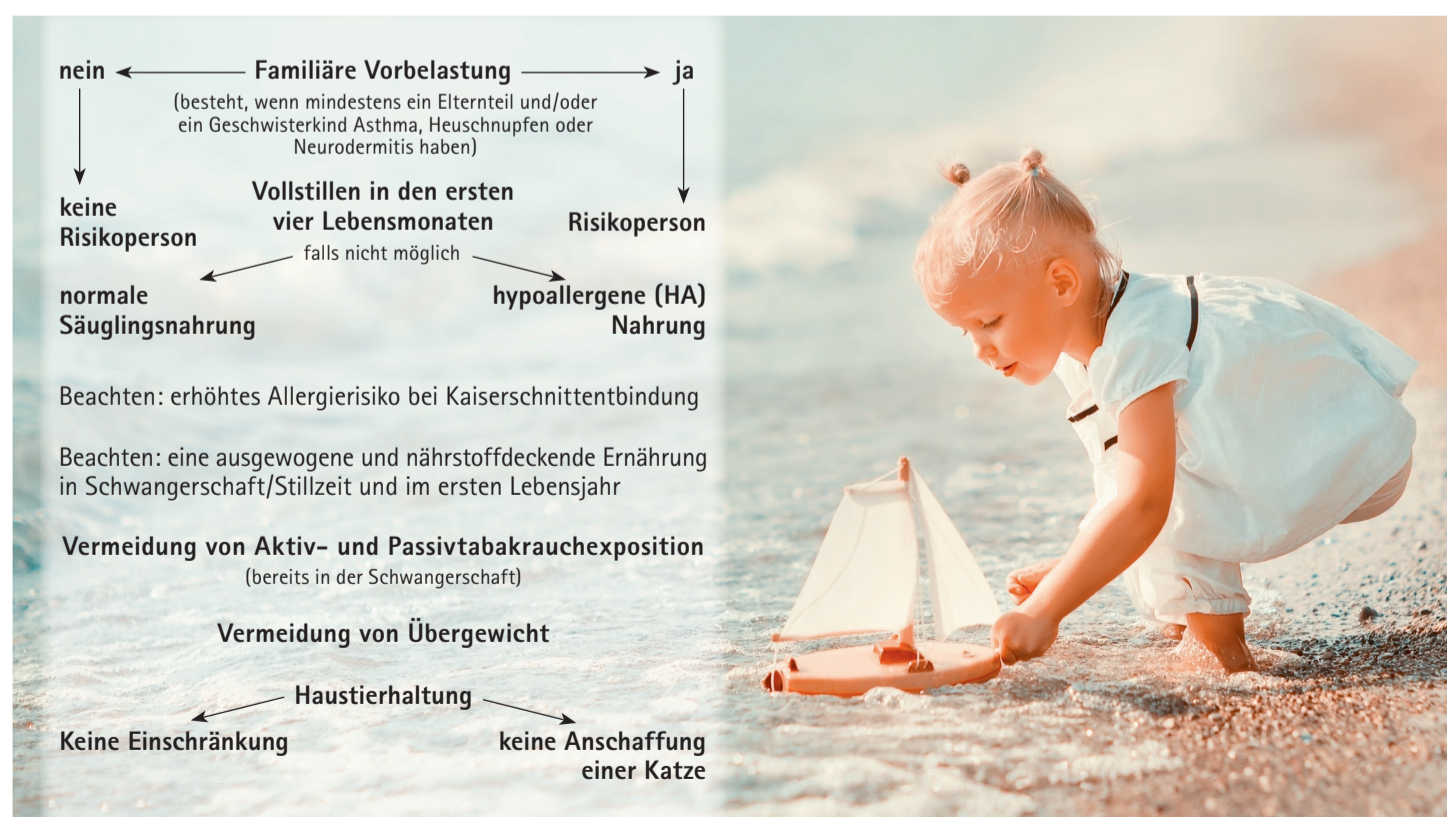 nein Familiäre Vorbelastung ja
(besteht, wenn mindestens ein Elternteil und/oder
ein Geschwisterkind Asthma, Heuschnupfen oder
Neurodermitis haben)
keine
Risikoperson
Vollstillen in den ersten
vier Lebensmonaten
falls nicht möglich
Risikoperson
normale
Säuglingsnahrung
hypoallergene (HA)
Nahrung
Beachten: erhöhtes Allergierisiko bei Kaiserschnittentbindung
Beachten: eine ausgewogene und nährstoffdeckende Ernährung
in Schwangerschaft/Stillzeit und im ersten Lebensjahr
Vermeidung von Aktiv- und Passivtabakrauchexposition
(bereits in der Schwangerschaft)
Vermeidung von Übergewicht
Haustierhaltung
Keine Einschränkung
keine Anschaffung
einer Katze